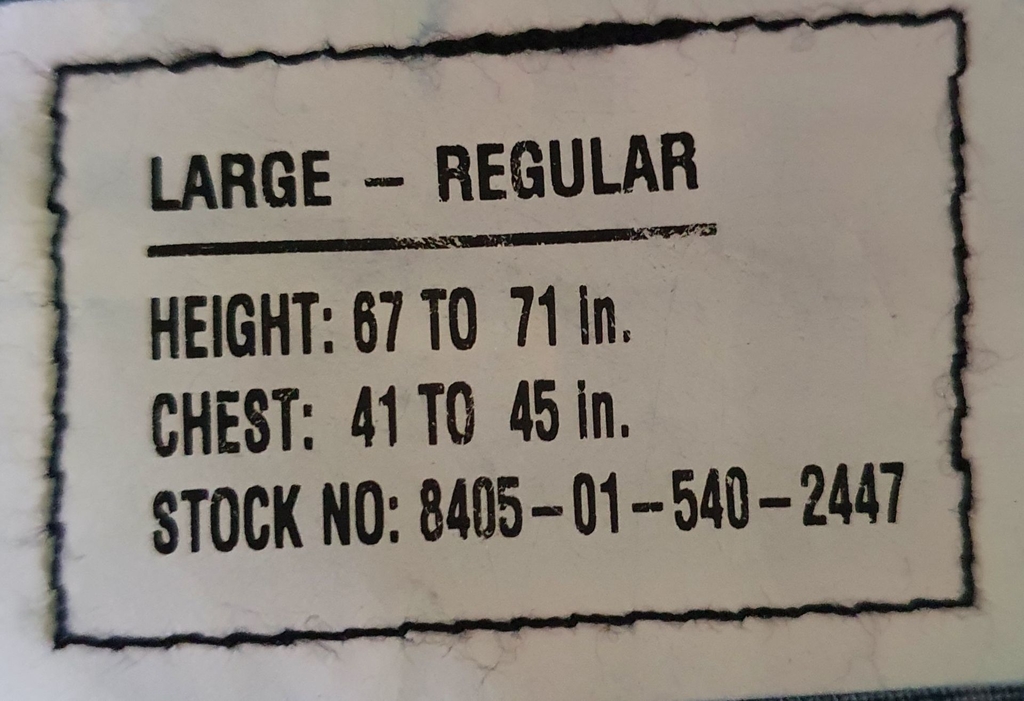 LARGE – REGULAR
HEIGHT: 67 TO 71 in.
CHEST: 41 TO 45 in.
STOCK NO: 8405–01–540–2447